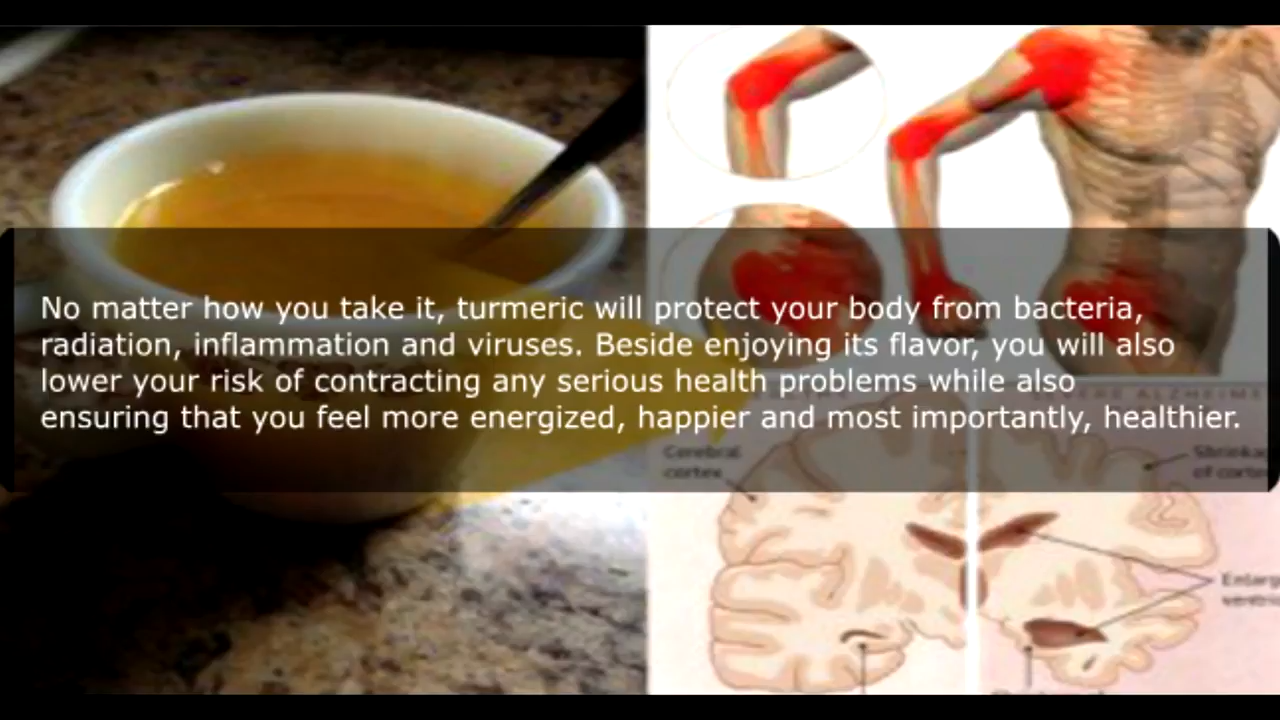 No matter how you take it, turmeric will protect your body from bacteria,
radiation, inflammation and viruses. Beside enjoying its flavor, you will also
lower your risk of contracting any serious health problems while also
ensuring that you feel more energized, happier and most importantly, healthier.
Cerebral
cortex